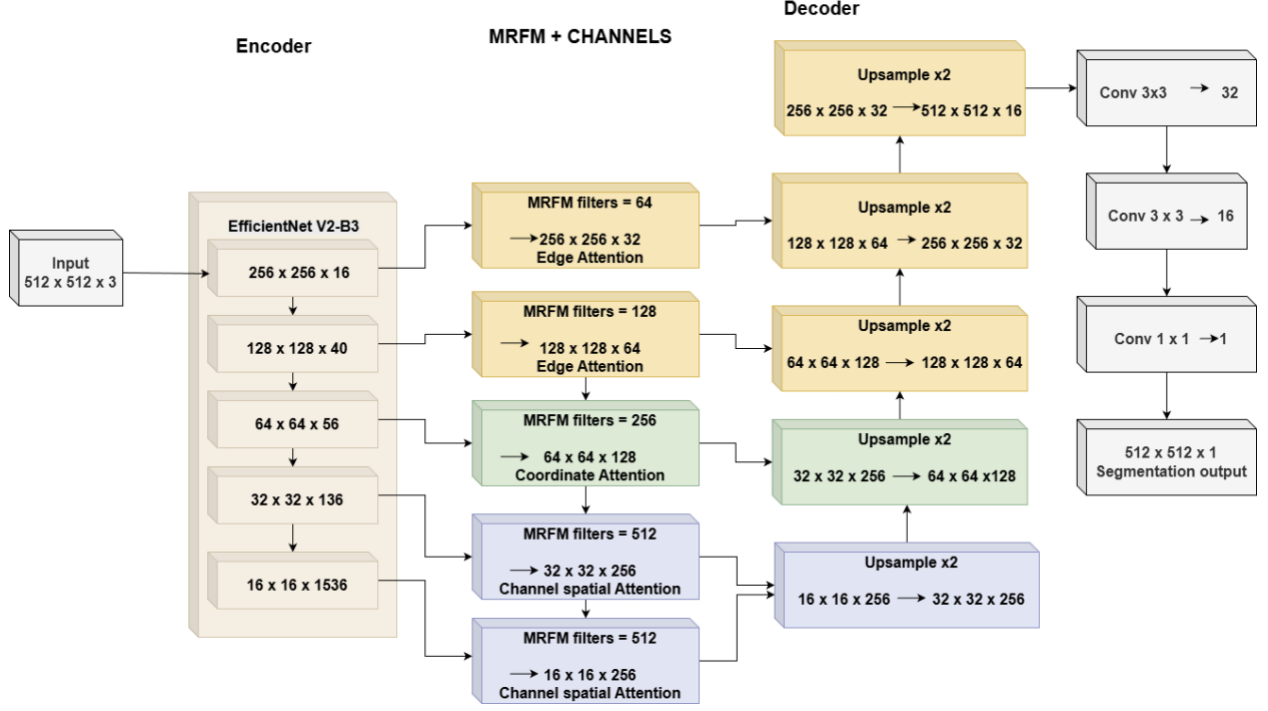 Encoder
MRFM + CHANNELS
Decoder
Input
512 x 512 x 3
EfficientNet V2-B3
256 x 256 x 16
128 x 128 x 40
64 x 64 x 56
32 x 32 x 136
16 x 16 x 1536
MRFM filters = 64
→ 256 x 256 x 32
Edge Attention
MRFM filters = 128
→ 128 x 128 x 64
Edge Attention
MRFM filters = 256
→ 64 x 64 x 128
Coordinate Attention
MRFM filters = 512
→ 32 x 32 x 256
Channel spatial Attention
MRFM filters = 512
→ 16 x 16 x 256
Channel spatial Attention
Upsample x2
256 x 256 x 32 → 512 x 512 x 16
Upsample x2
128 x 128 x 64 → 256 x 256 x 32
Upsample x2
64 x 64 x 128 → 128 x 128 x 64
Upsample x2
32 x 32 x 256 → 64 x 64 x128
Upsample x2
16 x 16 x 256 → 32 x 32 x 256
Conv 3x3 → 32
Conv 3 x 3 → 16
Conv 1 x 1 → 1
512 x 512 x 1
Segmentation output